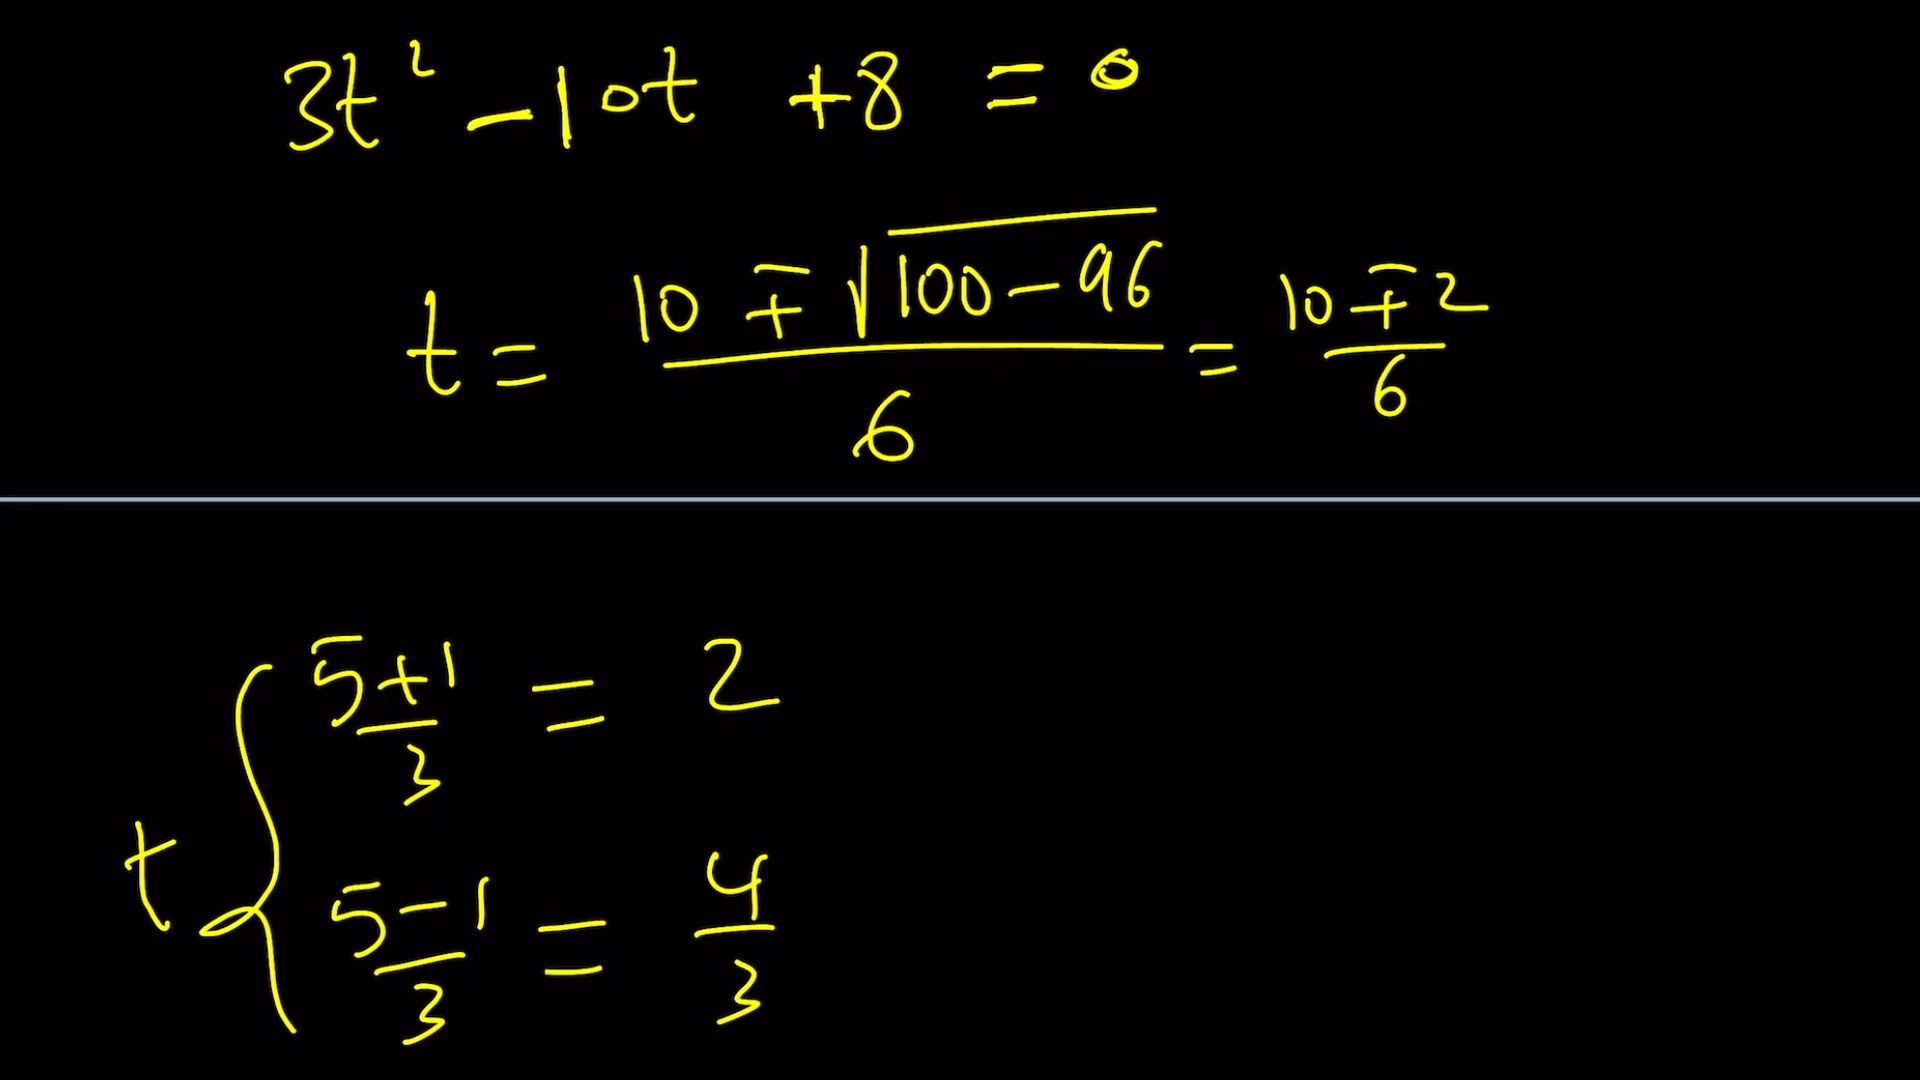 3t² - 10t + 8 = 0
t = (10 ∓ √(100 - 96))/6 = (10 ∓ 2)/6
t { (5+1)/3 = 2
(5-1)/3 = 4/3